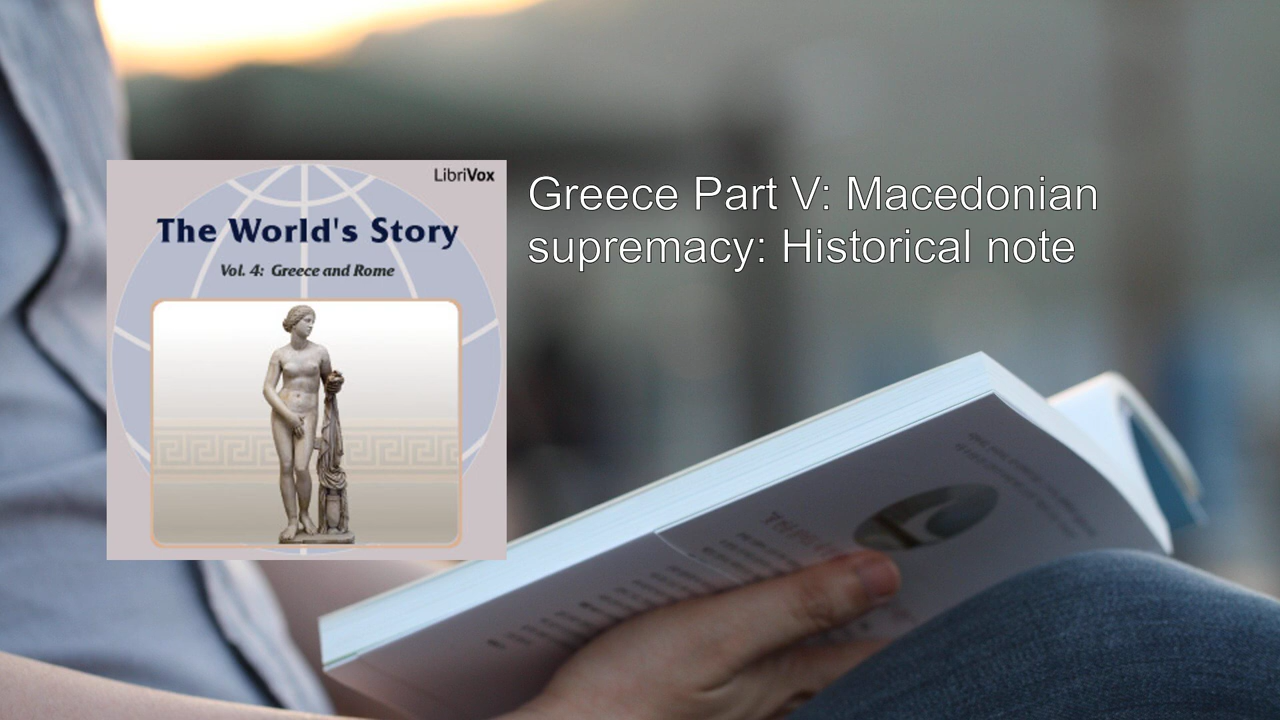 LibriVox
The World's Story
Vol. 4: Greece and Rome
Greece Part V: Macedonian
supremacy: Historical note